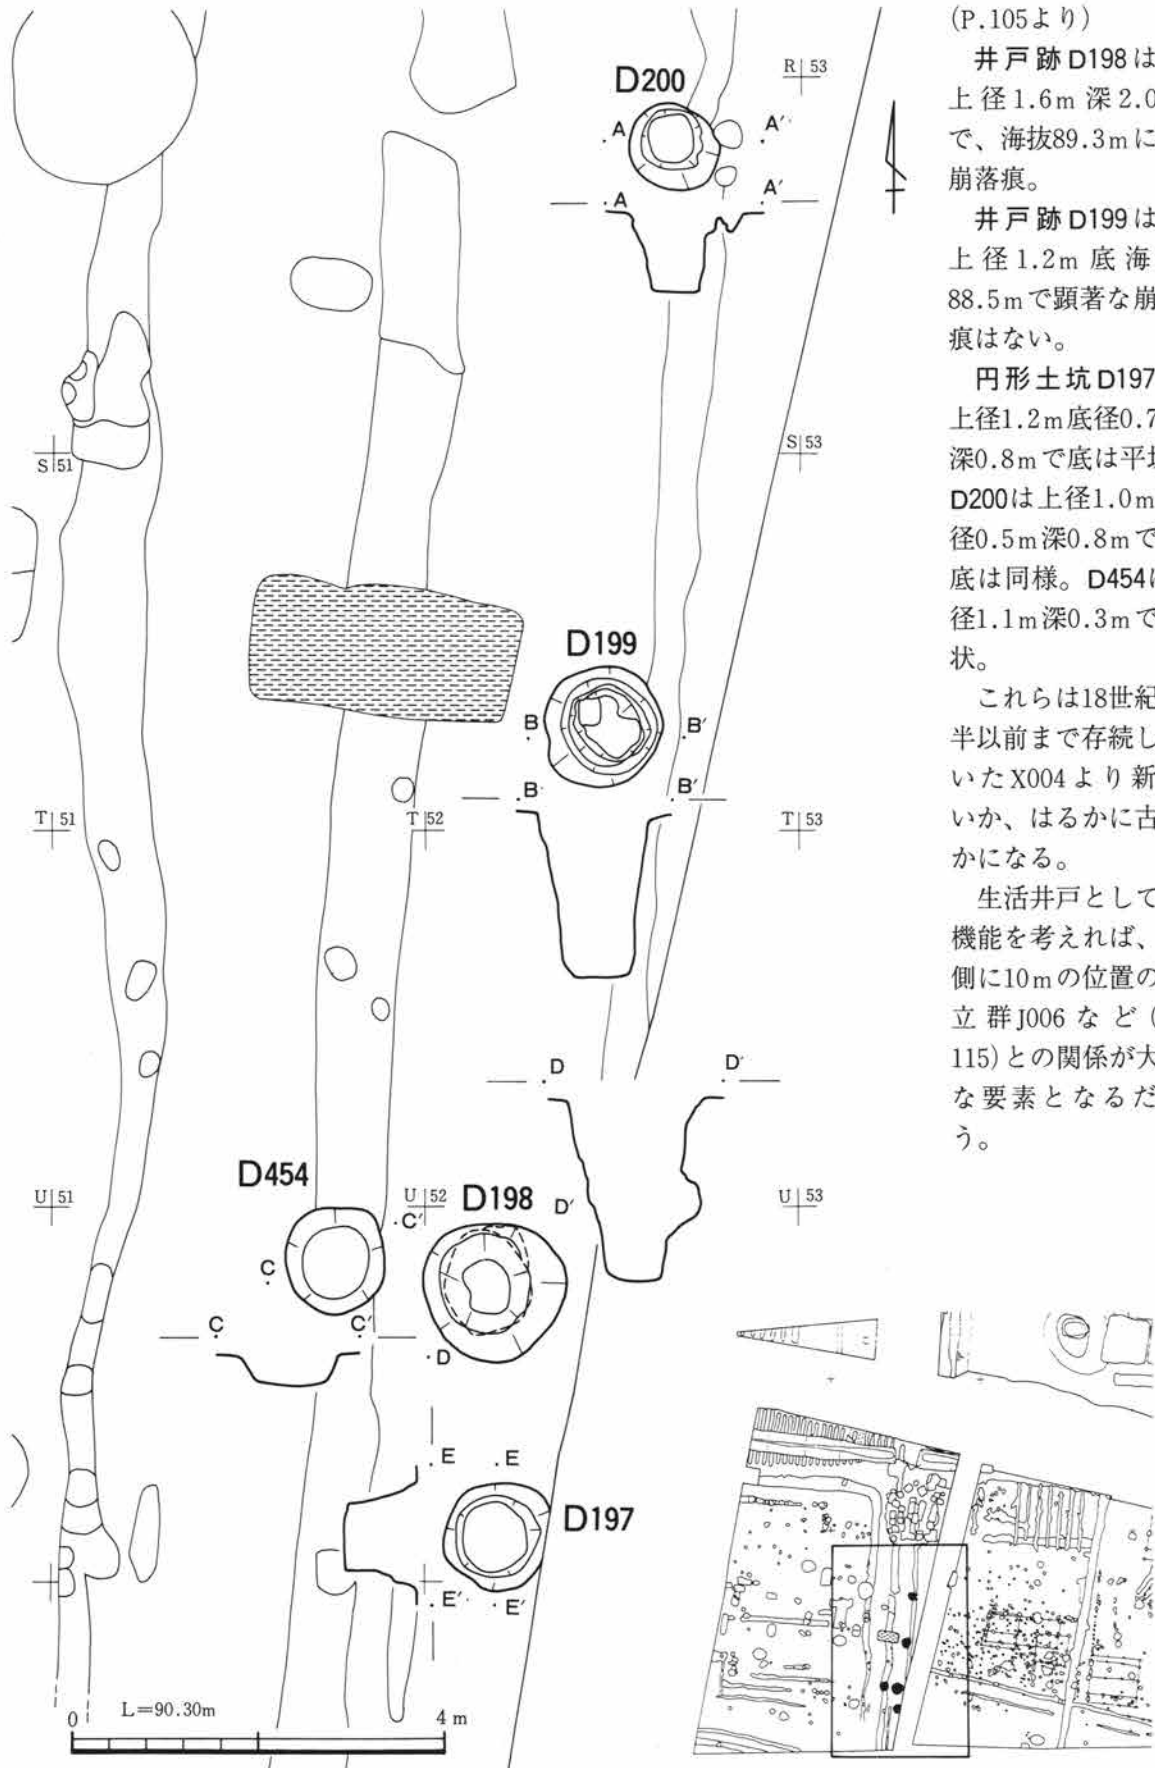 (P.105より)
井戸跡D198は
上径1.6m深2.0
で、海抜89.3mに
崩落痕。
井戸跡D199は
上径1.2m底海
88.5mで顕著な崩
痕はない。
円形土坑D197
上径1.2m底径0.7
深0.8mで底は平坦
D200は上径1.0m
径0.5m深0.8mで
底は同様。D454は
径1.1m深0.3mで
状。
これらは18世紀
半以前まで存続し
いたX004より新
いか、はるかに古
かになる。
生活井戸として
機能を考えれば、
側に10mの位置の
立群J006など(
115)との関係が大
な要素となるだ
う。
D200
R 53
A
A′
A
A′
S 51
S 53
D199
B
B′
B
B′
T 51
T 52
T 53
D
D′
D454
U 51
U 52
D198
D′
U 53
C′
C
C
C′
D
E
E
D197
E′
E′
L=90.30m
0
4 m